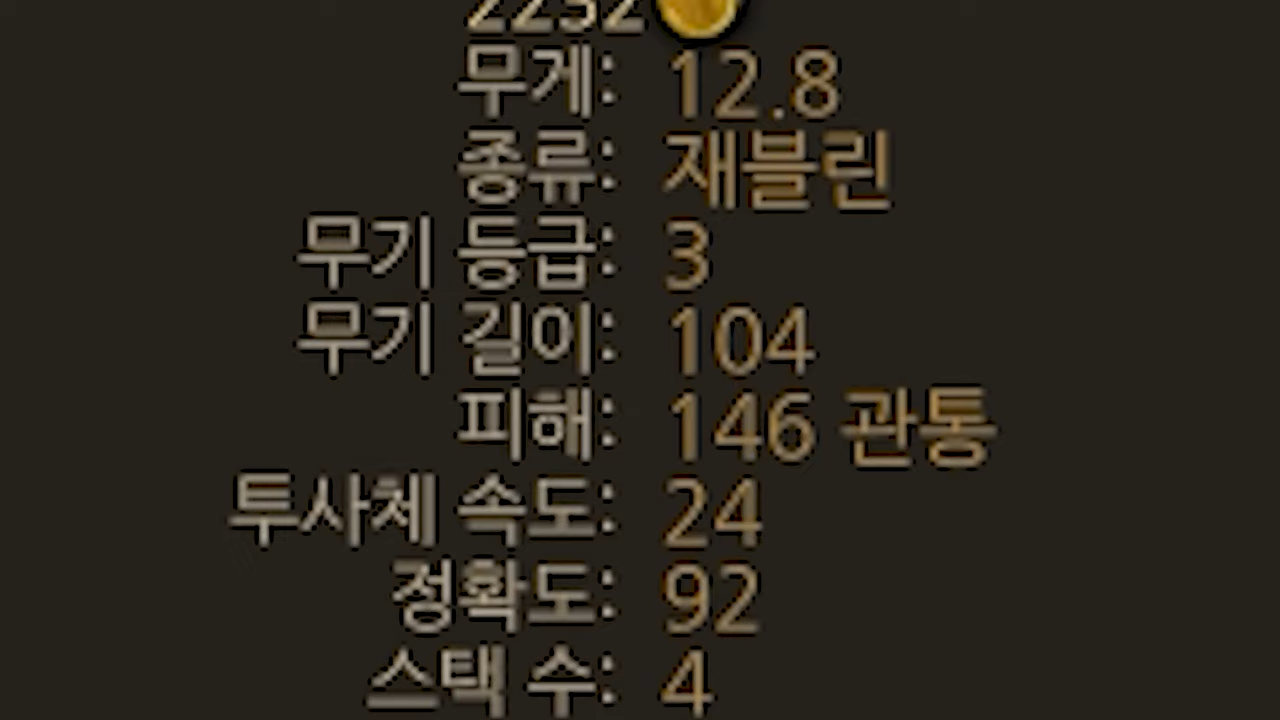 2232
무게: 12.8
종류: 재블린
무기 등급: 3
무기 길이: 104
피해: 146 관통
투사체 속도: 24
정확도: 92
스택 수: 4